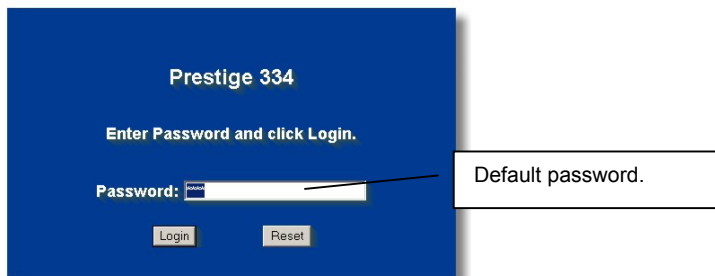 Prestige 334
Enter Password and click Login.
Password: ****
Default password.
Login Reset